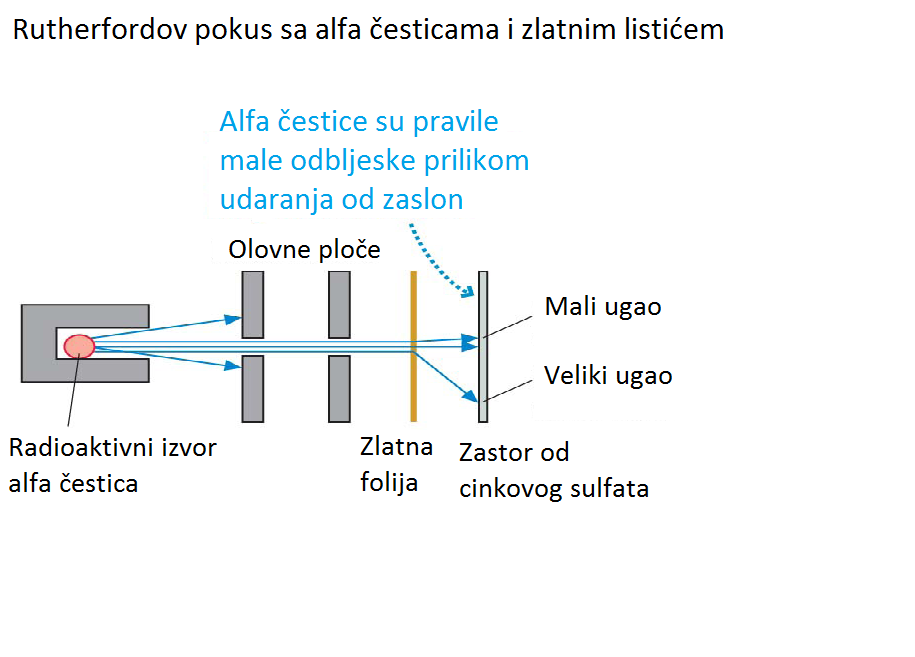 Rutherfordov pokus sa alfa česticama i zlatnim listićem
Alfa čestice su pravile
male odbljeske prilikom
udaranja od zaslon
Olovne ploče
Mali ugao
Veliki ugao
Radioaktivni izvor
alfa čestica
Zlatna
folija
Zastor od
cinkovog sulfata